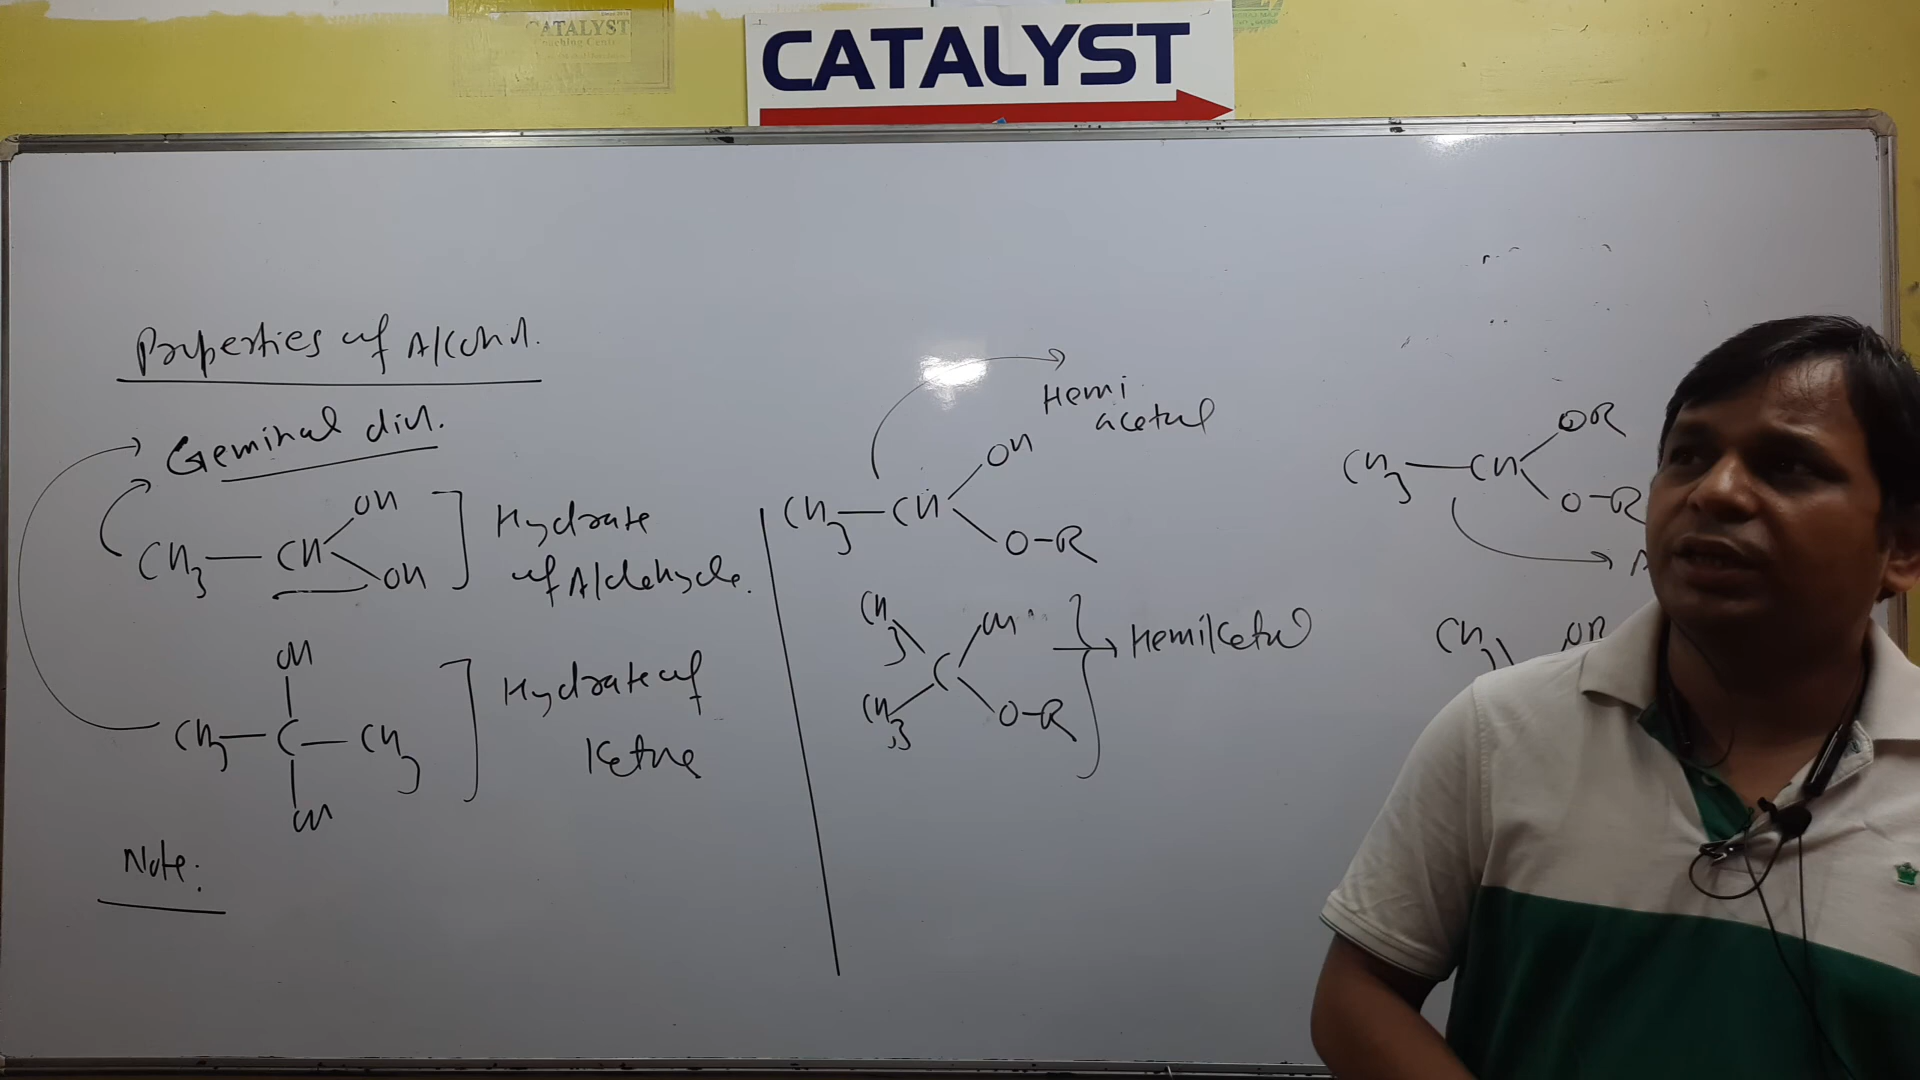 CATALYST
CATALYST
Properties of Alcohol.
Geminal diol.
CH3—CH
OH
OH
Hydrate
of Aldehyde.
OH
CH3—C—CH3
OH
Hydrate of
Ketone
Note:
Hemi
acetal
OH
CH3—CH
O-R
CH3
OH
C
CH3
O-R
Hemiketal
OR
CH3—CH
O-R
A
CH3
OR